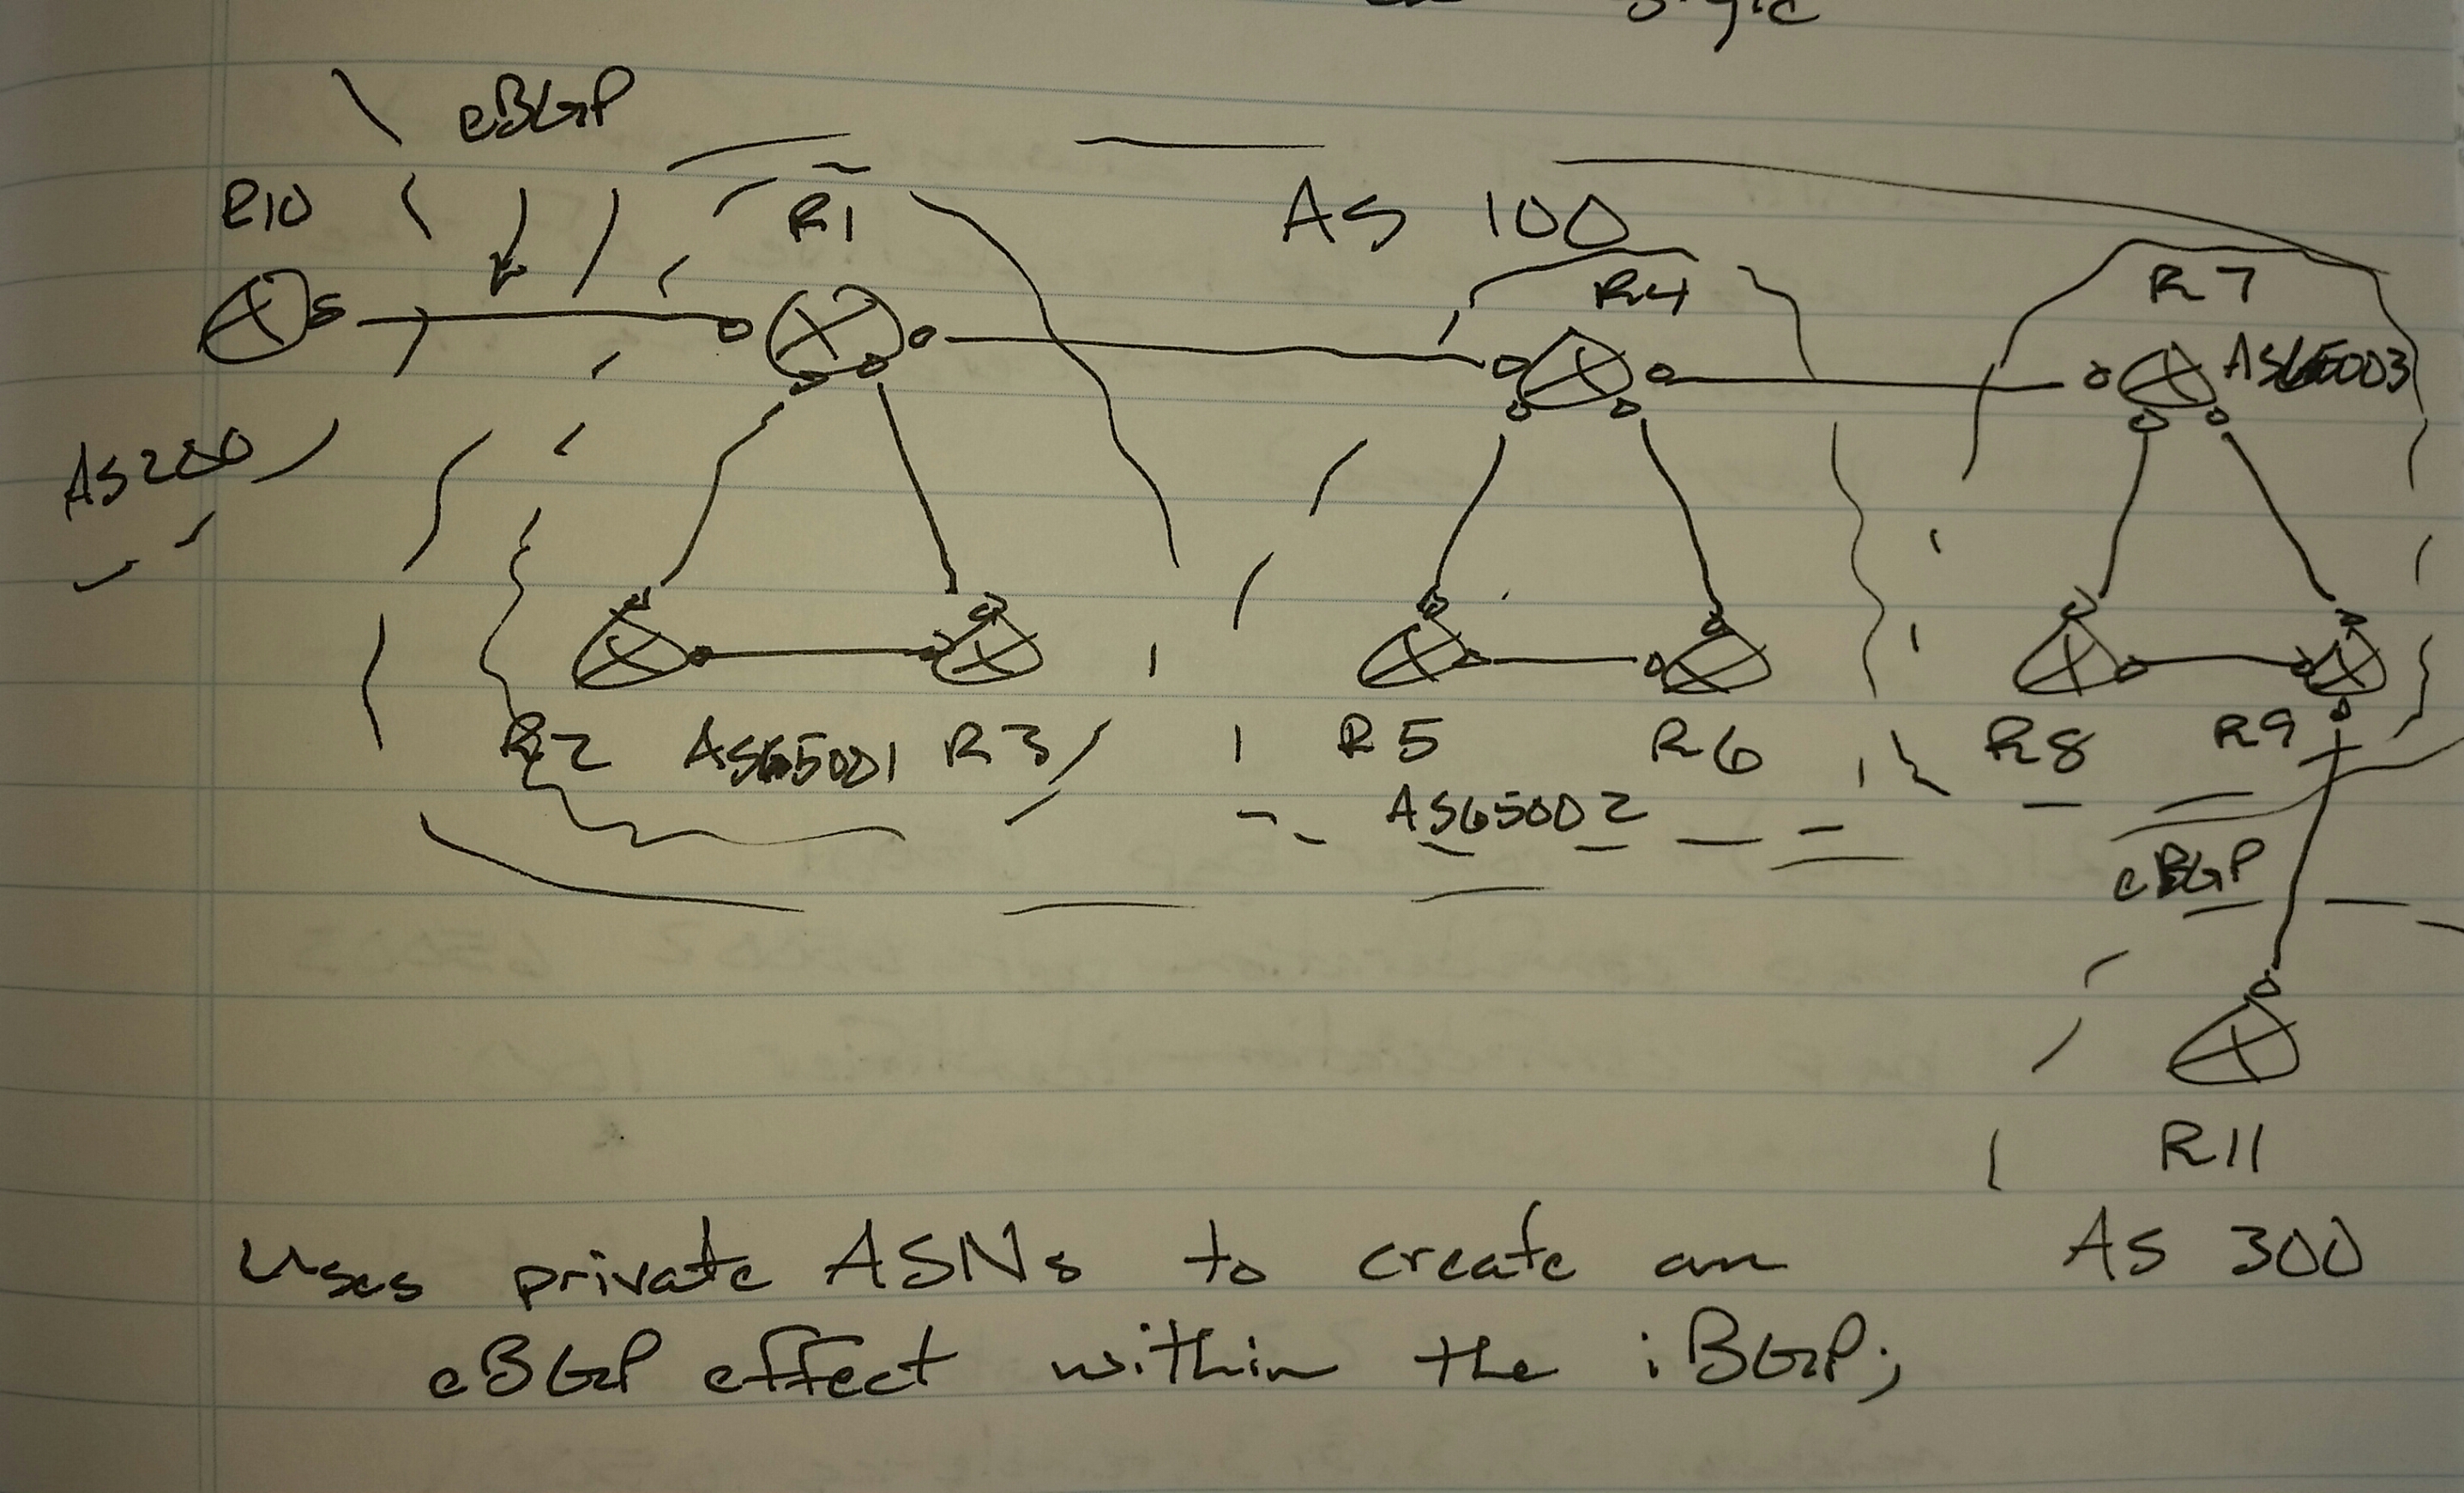 eBGP
R10
R1
AS 100
R4
R7
AS65003
AS200
R2 AS65001 R3
R5
R6
R8
R9
AS65002
eBGP
R11
AS 300
Uses private ASNs to create an
eBGP effect within the iBGP;